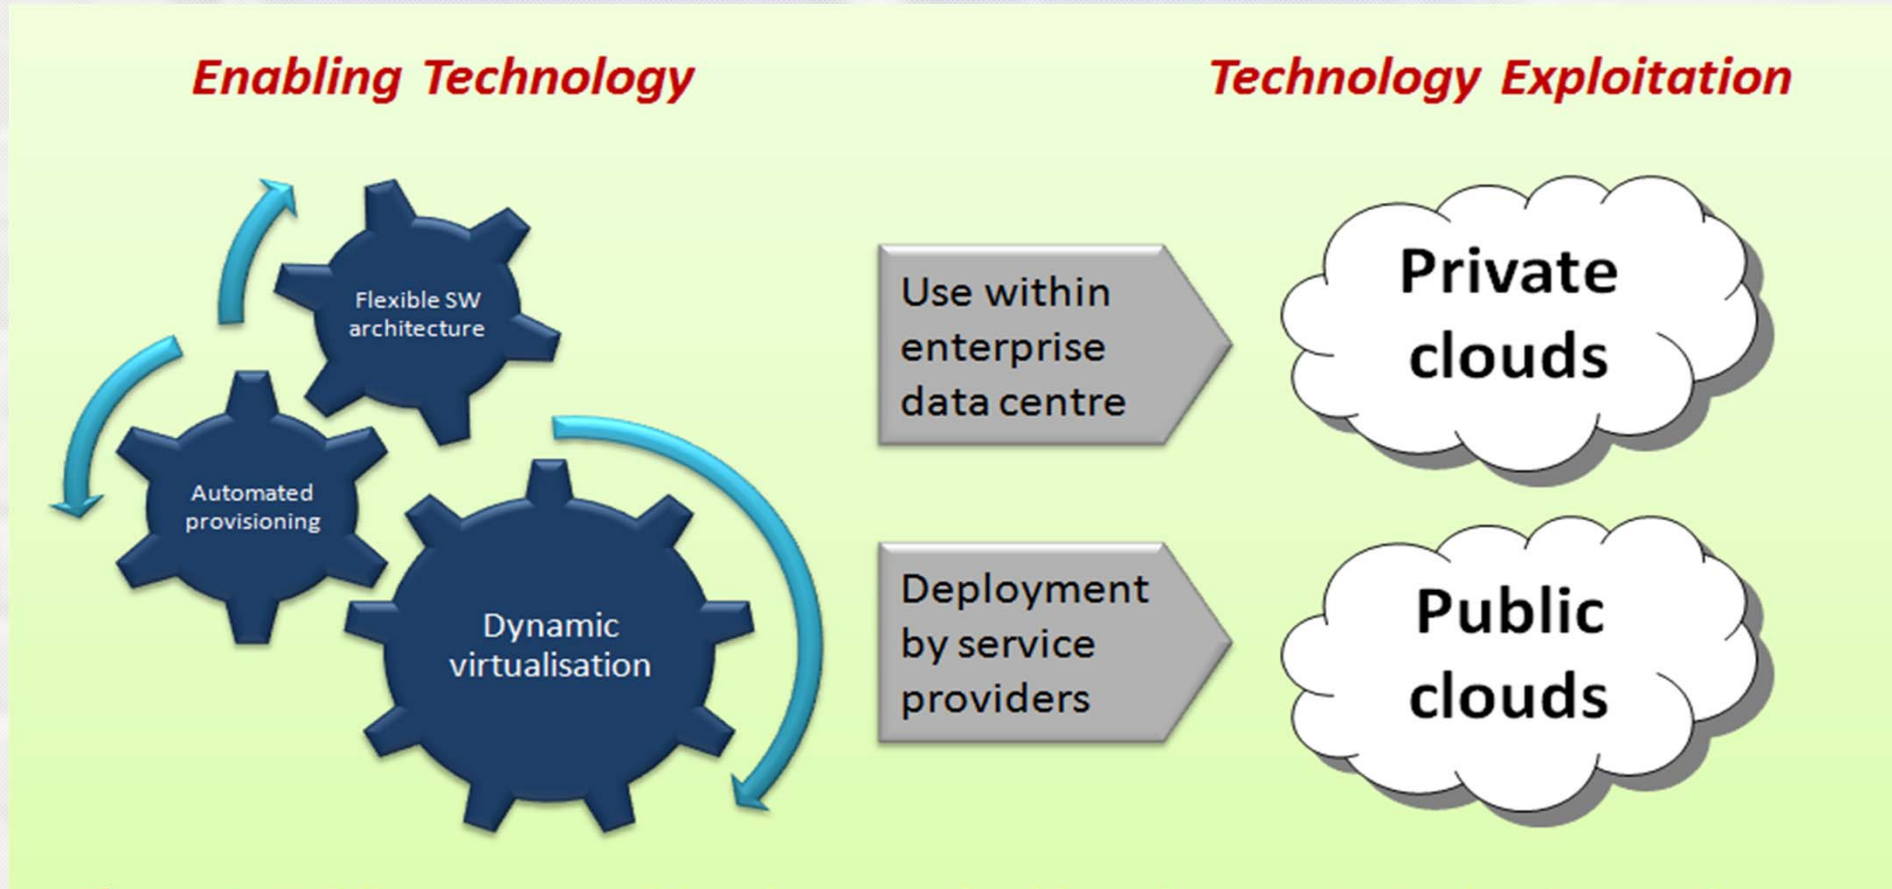 Enabling Technology
Technology Exploitation
Flexible SW
architecture
Automated
provisioning
Dynamic
virtualisation
Use within
enterprise
data centre
Private
clouds
Deployment
by service
providers
Public
clouds